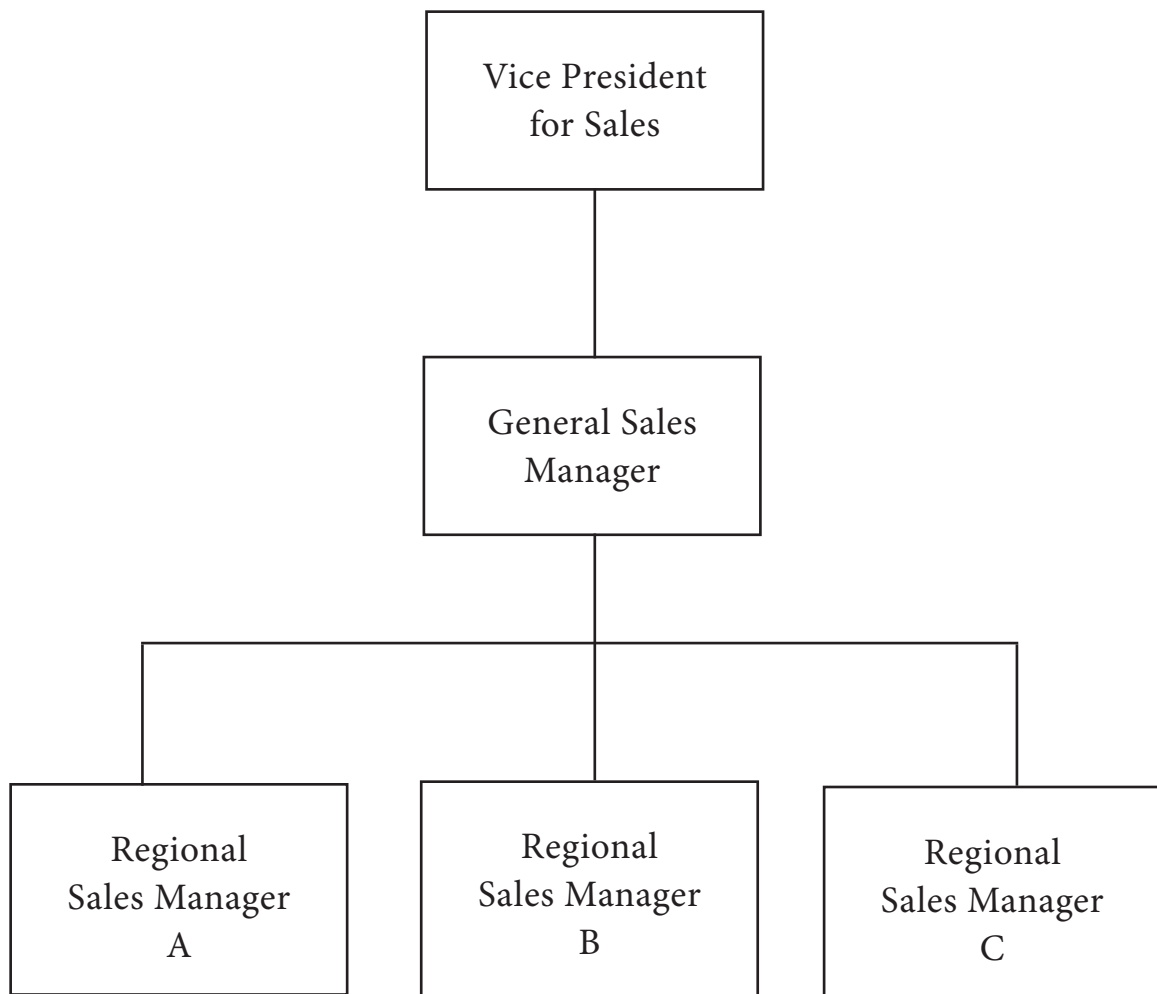 Vice President
for Sales
General Sales
Manager
Regional
Sales Manager
A
Regional
Sales Manager
B
Regional
Sales Manager
C